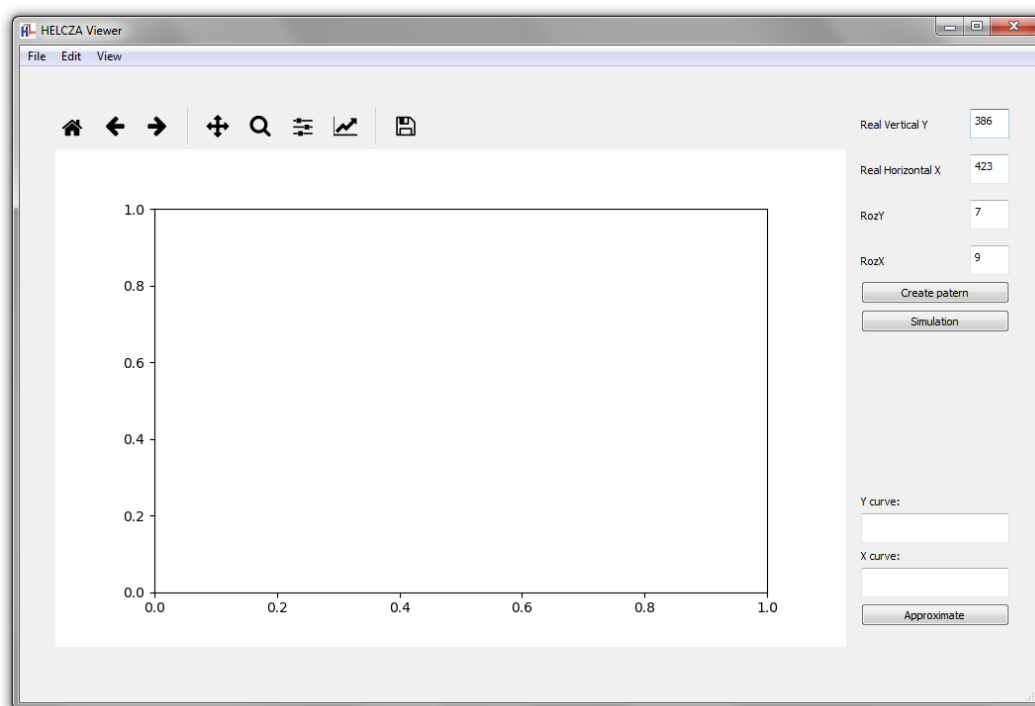 HELCZA Viewer
File Edit View
Real Vertical Y 386
Real Horizontal X 423
RozY 7
RozX 9
Create patern
Simulation
1.0
0.8
0.6
0.4
0.2
0.0
0.0 0.2 0.4 0.6 0.8 1.0
Y curve:
X curve:
Approximate